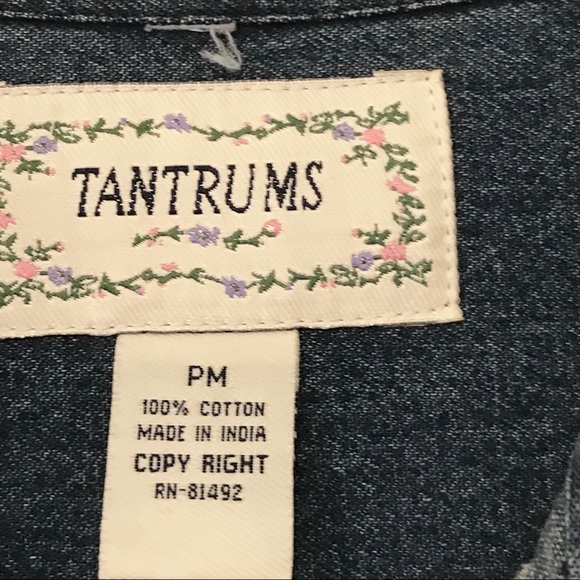 TANTRUMS
PM
100% COTTON
MADE IN INDIA
COPY RIGHT
RN-81492